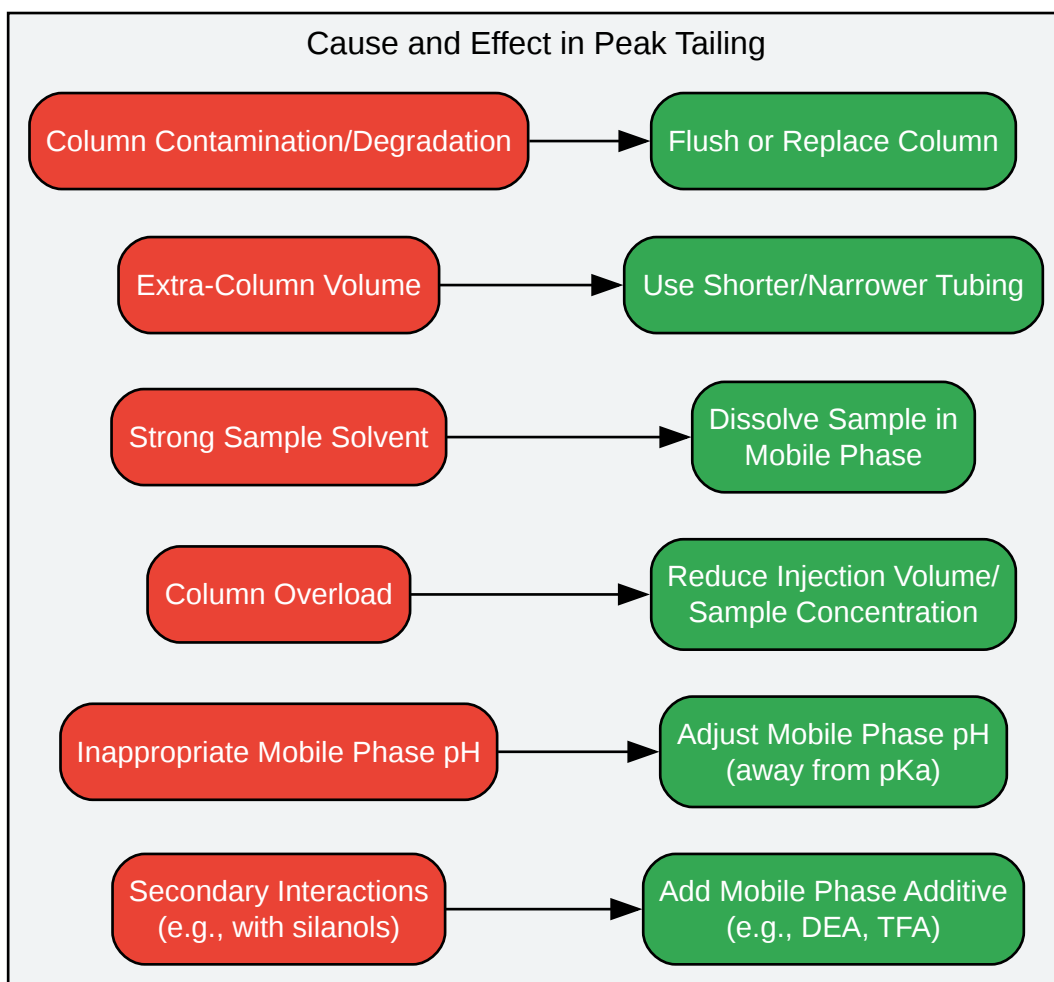 Cause and Effect in Peak Tailing
Column Contamination/Degradation
Flush or Replace Column
Extra-Column Volume
Use Shorter/Narrower Tubing
Strong Sample Solvent
Dissolve Sample in
Mobile Phase
Column Overload
Reduce Injection Volume/
Sample Concentration
Inappropriate Mobile Phase pH
Adjust Mobile Phase pH
(away from pKa)
Secondary Interactions
(e.g., with silanols)
Add Mobile Phase Additive
(e.g., DEA, TFA)